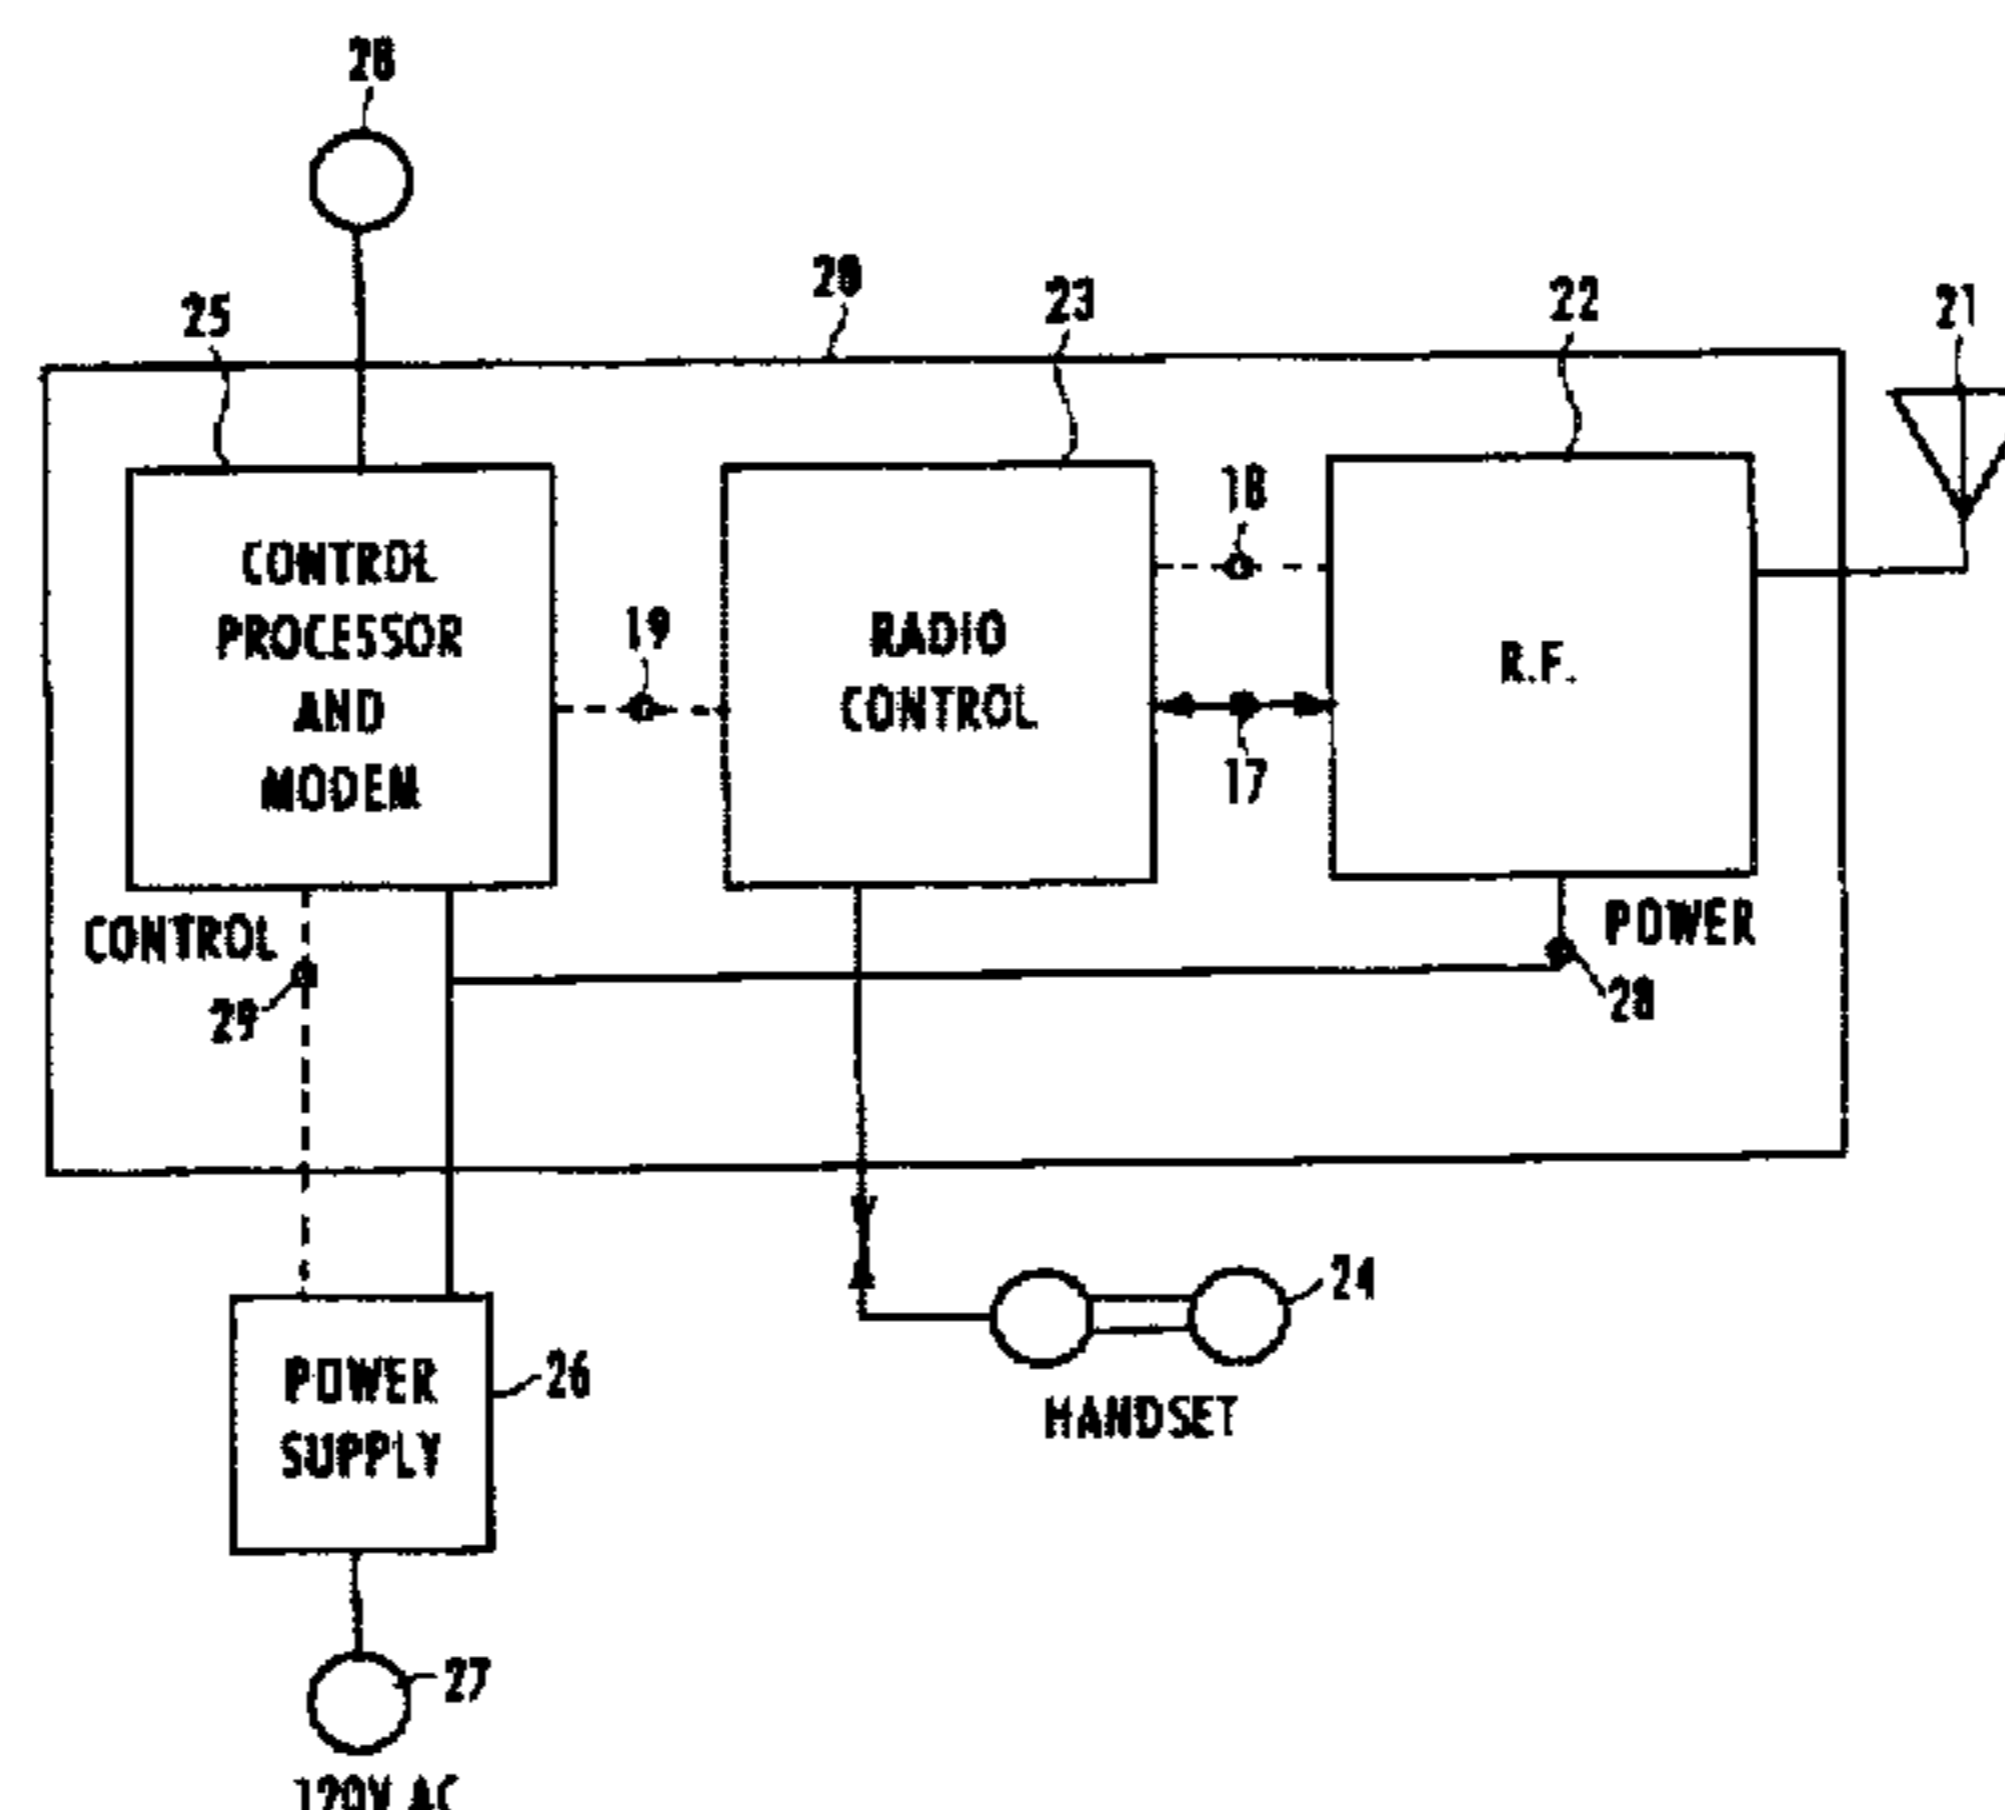 28
20
23
22
21
25
18
CONTROL
PROCESSOR
AND
MODEM
19
RADIO
CONTROL
R.F.
17
CONTROL
POWER
29
28
24
POWER
SUPPLY
26
HANDSET
27
120V AC